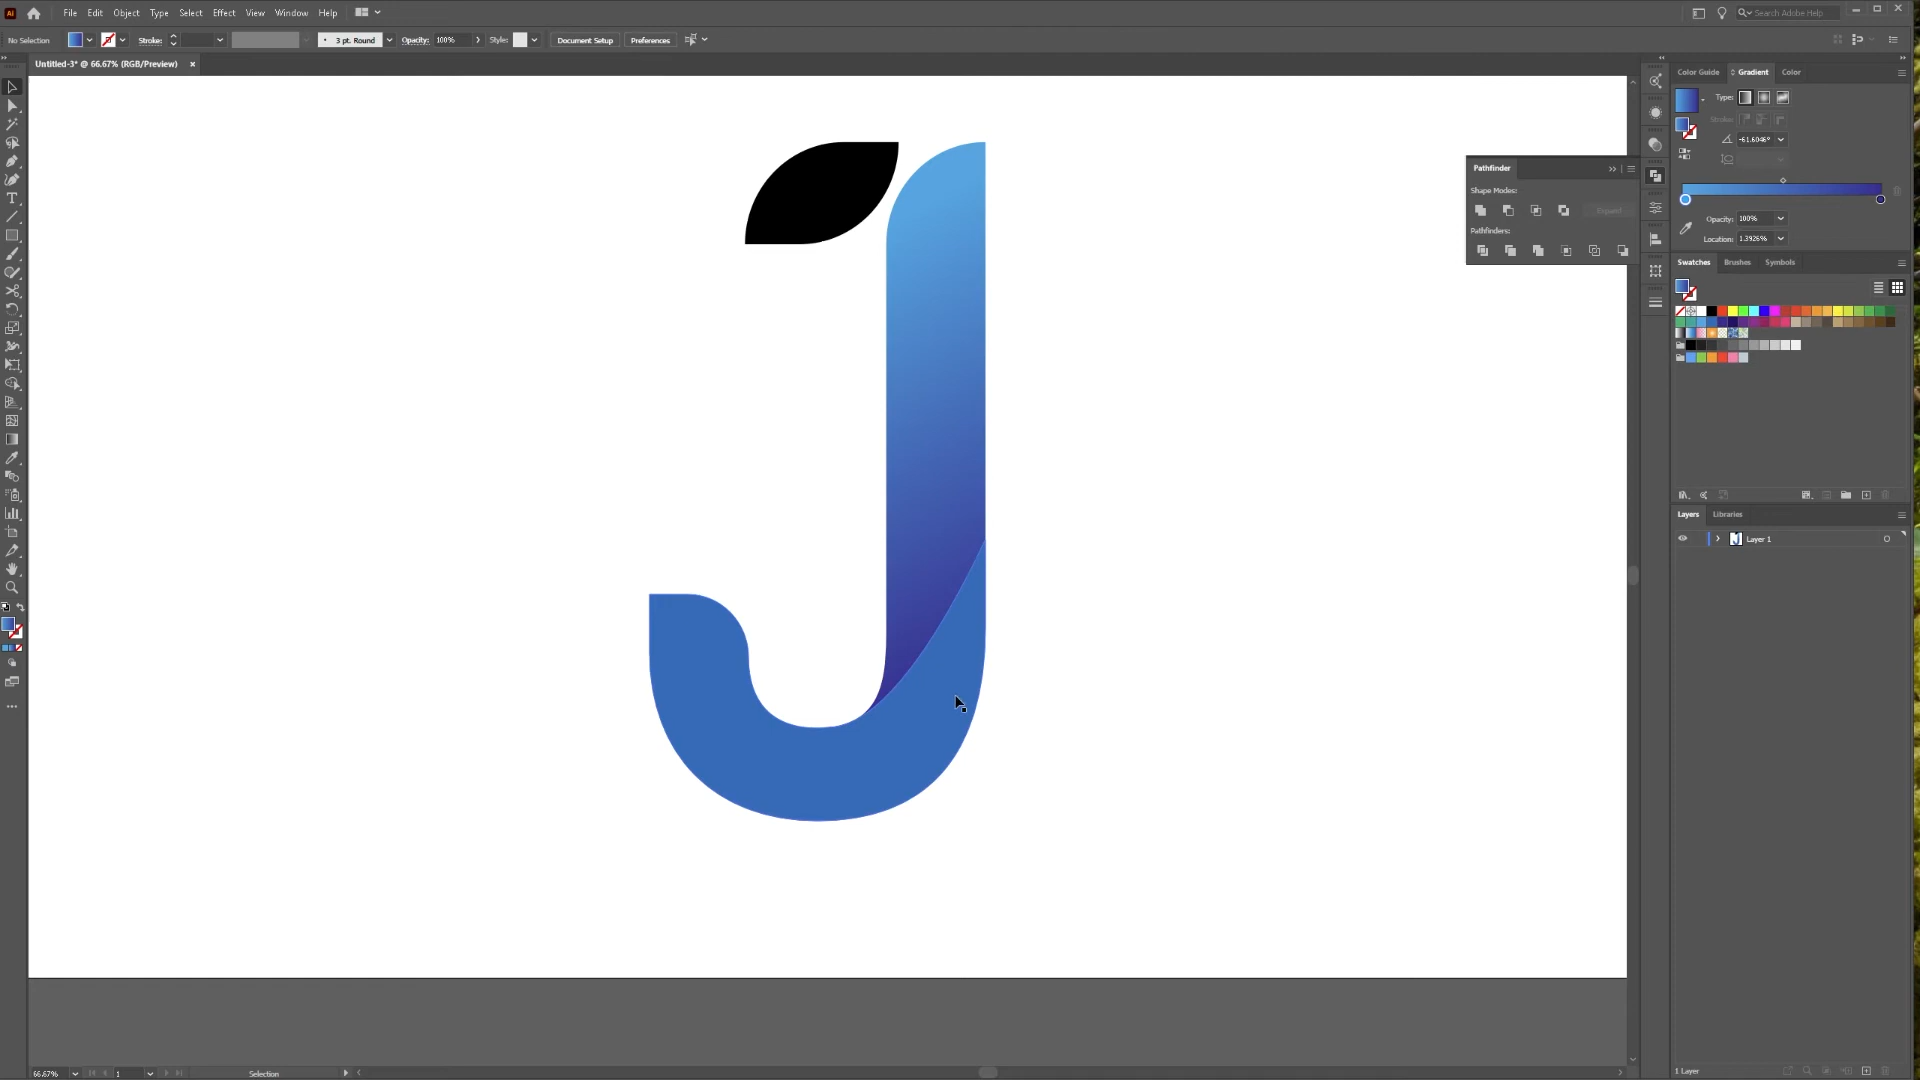 Ai File Edit Object Type Select Effect View Window Help Search Adobe Help
No Selection Stroke: 3 pt. Round Opacity: 100% Style: Document Setup Preferences
Untitled-3* @ 66.67% (RGB/Preview) ×
Color Guide Gradient Color
Type:
Stroke:
-61.6046°
Opacity: 100%
Location: 1.3926%
Pathfinder
Shape Modes:
Expand
Pathfinders:
Swatches Brushes Symbols
Layers Libraries
Layer 1
J
66.67% 1 Selection
1 Layer